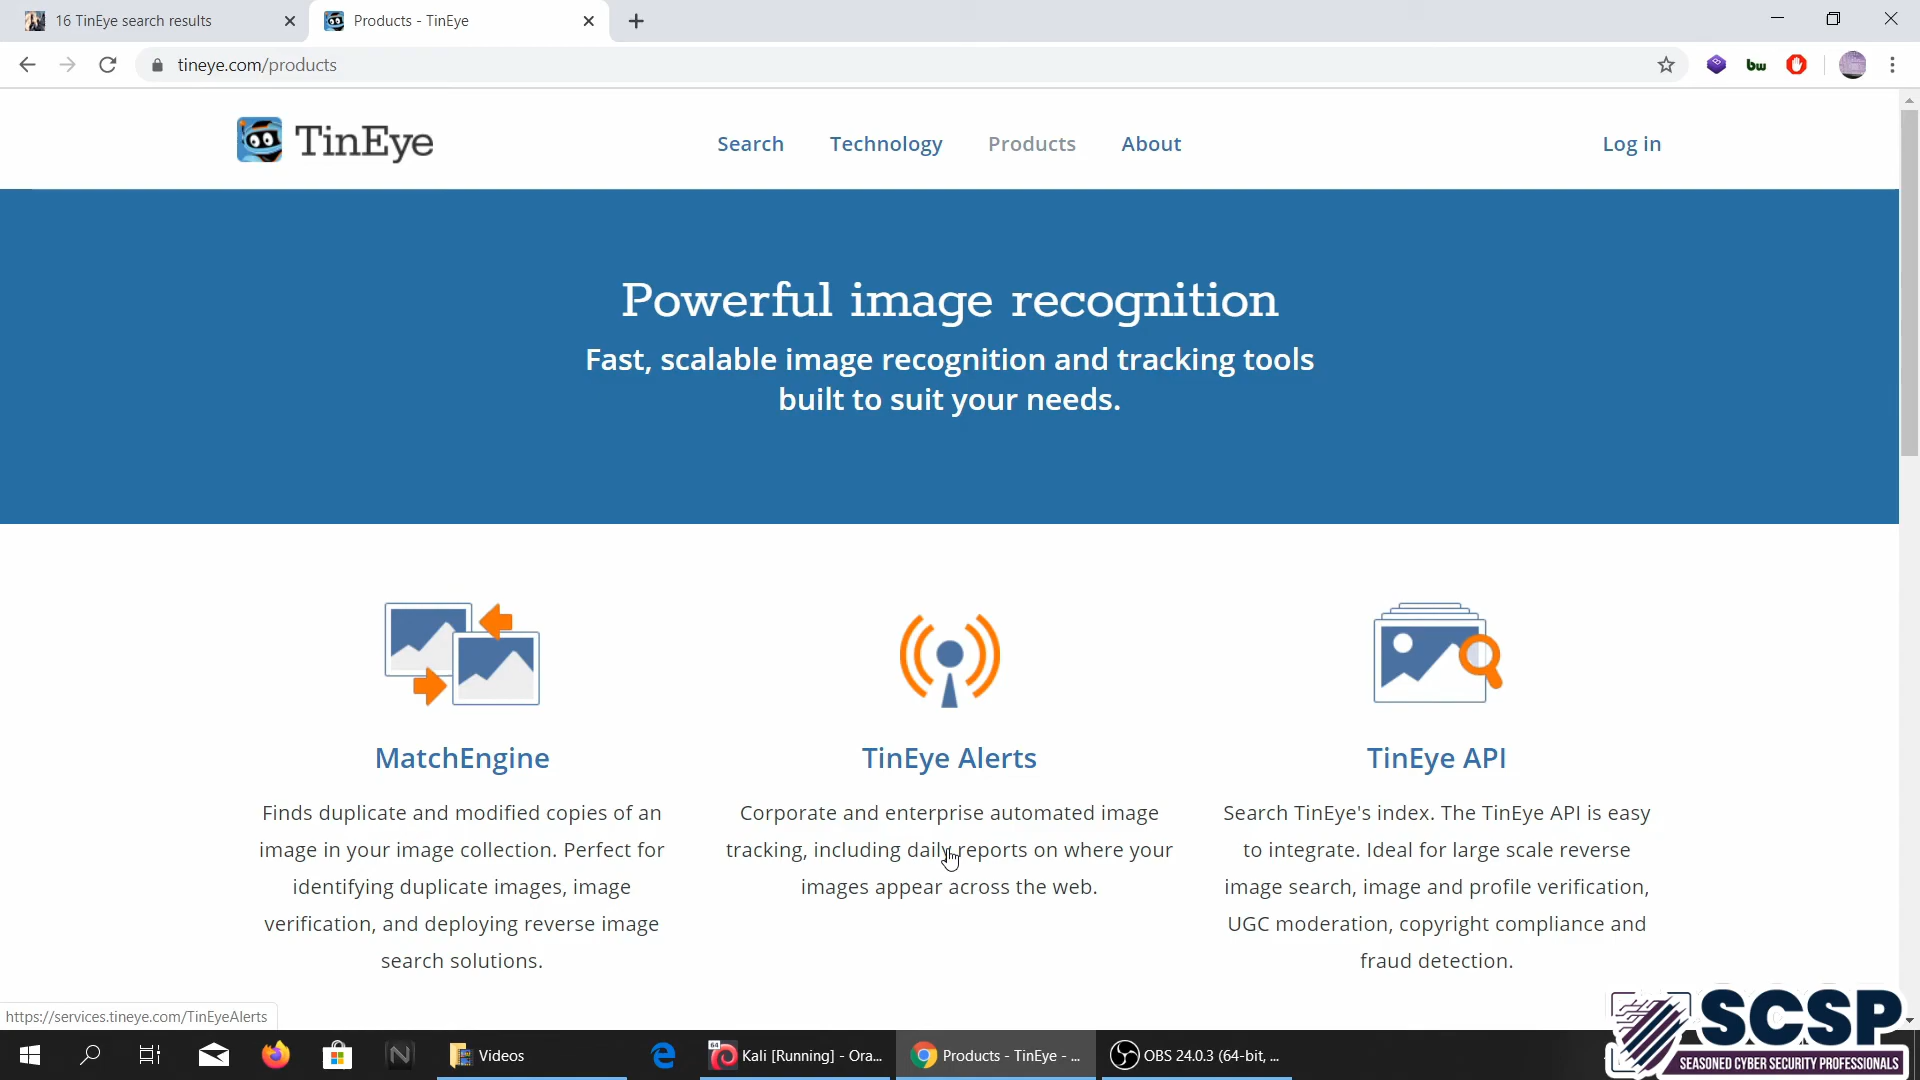 16 TinEye search results
Products - TinEye
tineye.com/products
TinEye
Search
Technology
Products
About
Log in
Powerful image recognition
Fast, scalable image recognition and tracking tools
built to suit your needs.
MatchEngine
Finds duplicate and modified copies of an
image in your image collection. Perfect for
identifying duplicate images, image
verification, and deploying reverse image
search solutions.
TinEye Alerts
Corporate and enterprise automated image
tracking, including daily reports on where your
images appear across the web.
TinEye API
Search TinEye's index. The TinEye API is easy
to integrate. Ideal for large scale reverse
image search, image and profile verification,
UGC moderation, copyright compliance and
fraud detection.
https://services.tineye.com/TinEyeAlerts
Videos
Kali [Running] - Ora...
Products - TinEye - ...
OBS 24.0.3 (64-bit, ...
SCSP
SEASONED CYBER SECURITY PROFESSIONALS
bw
64
N